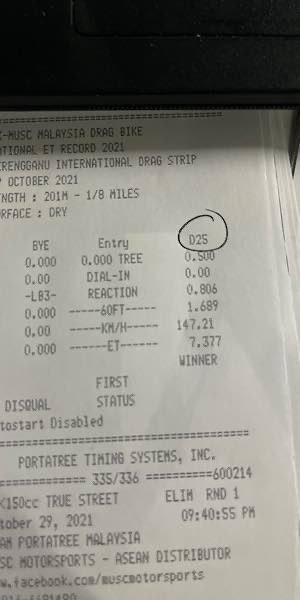 -MUSC MALAYSIA DRAG BIKE
TIONAL ET RECORD 2021
ERENGGANU INTERNATIONAL DRAG STRIP
OCTOBER 2021
NGTH : 201M - 1/8 MILES
RFACE : DRY
BYE Entry D25
0.000 0.000 TREE 0.500
0.00 DIAL-IN 0.00
-LB3- REACTION 0.806
0.000 -----60FT----- 1.689
0.00 -----KM/H----- 147.21
0.000 ------ET------ 7.377
WINNER
FIRST
DISQUAL STATUS
tostart Disabled
PORTATREE TIMING SYSTEMS, INC.
============ 335/336 ==========600214
<150cc TRUE STREET ELIM RND 1
tober 29, 2021 09:40:55 PM
AM PORTATREE MALAYSIA
SC MOTORSPORTS - ASEAN DISTRIBUTOR
w.facebook.com/muscmotorsports